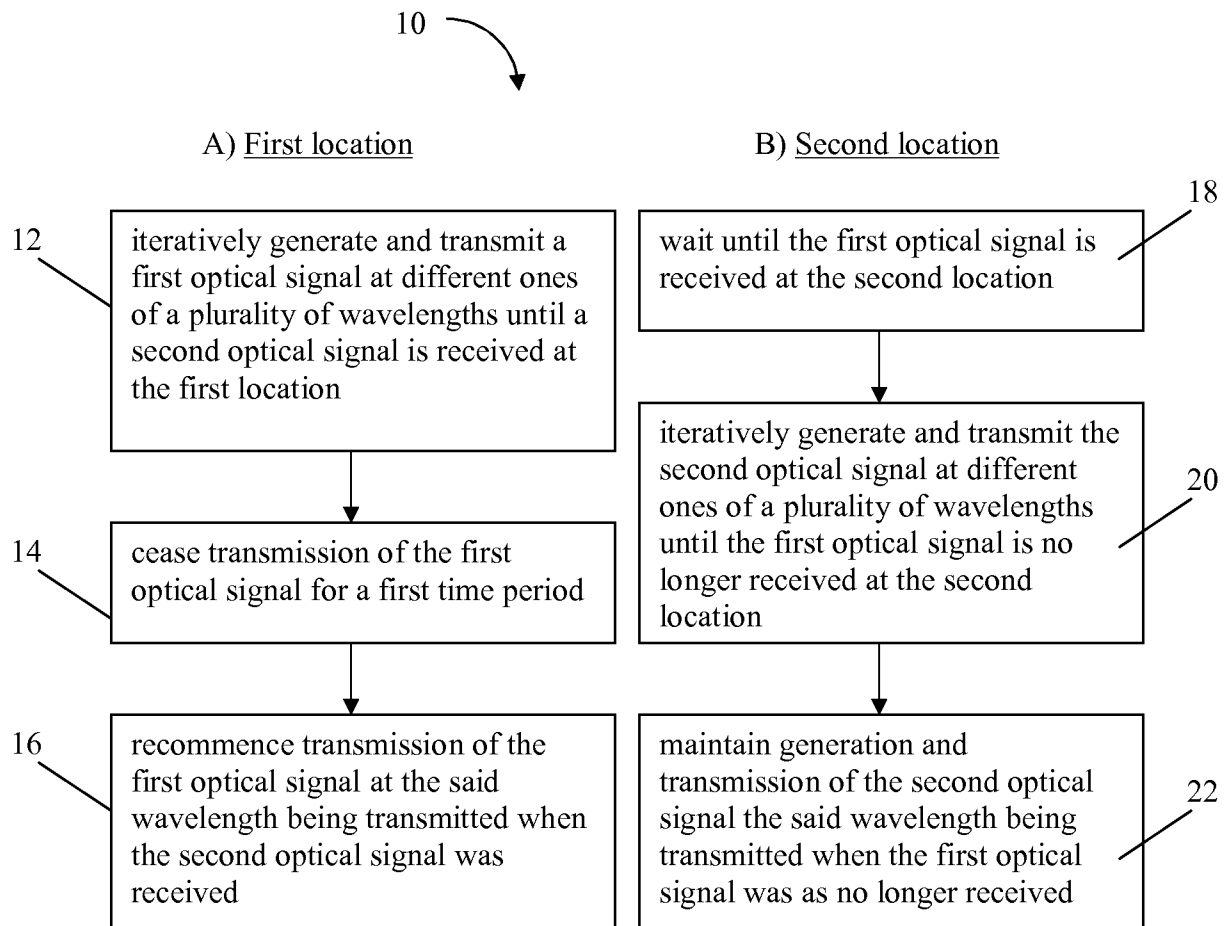 10
A) First location
B) Second location
12
iteratively generate and transmit a
first optical signal at different ones
of a plurality of wavelengths until a
second optical signal is received at
the first location
14
cease transmission of the first
optical signal for a first time period
16
recommence transmission of the
first optical signal at the said
wavelength being transmitted when
the second optical signal was
received
18
wait until the first optical signal is
received at the second location
20
iteratively generate and transmit the
second optical signal at different
ones of a plurality of wavelengths
until the first optical signal is no
longer received at the second
location
22
maintain generation and
transmission of the second optical
signal the said wavelength being
transmitted when the first optical
signal was as no longer received